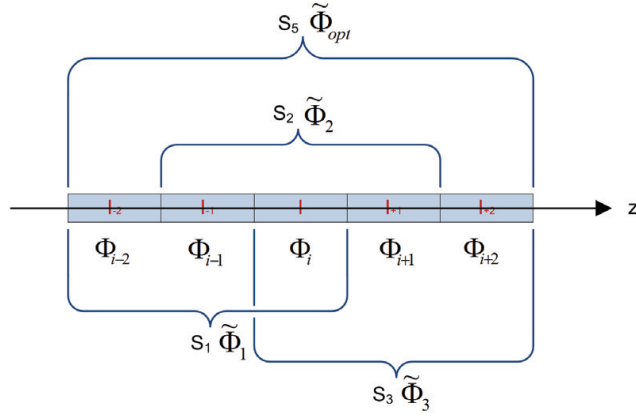 S₅ Φ̃ₒₚₜ
S₂ Φ̃₂
I₋₂ I₋₁ I I₊₁ I₊₂ z
Φᵢ₋₂ Φᵢ₋₁ Φᵢ Φᵢ₊₁ Φᵢ₊₂
S₁ Φ̃₁
S₃ Φ̃₃